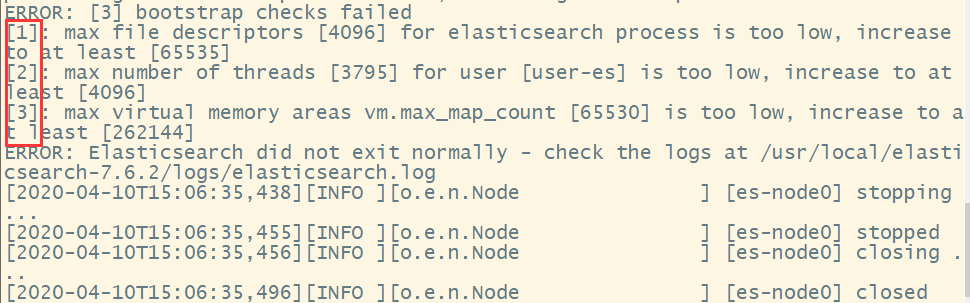 ERROR: [3] bootstrap checks failed
[1]: max file descriptors [4096] for elasticsearch process is too low, increase
to at least [65535]
[2]: max number of threads [3795] for user [user-es] is too low, increase to at
least [4096]
[3]: max virtual memory areas vm.max_map_count [65530] is too low, increase to a
t least [262144]
ERROR: Elasticsearch did not exit normally - check the logs at /usr/local/elasti
csearch-7.6.2/logs/elasticsearch.log
[2020-04-10T15:06:35,438][INFO ][o.e.n.Node               ] [es-node0] stopping
...
[2020-04-10T15:06:35,455][INFO ][o.e.n.Node               ] [es-node0] stopped
[2020-04-10T15:06:35,456][INFO ][o.e.n.Node               ] [es-node0] closing .
..
[2020-04-10T15:06:35,496][INFO ][o.e.n.Node               ] [es-node0] closed